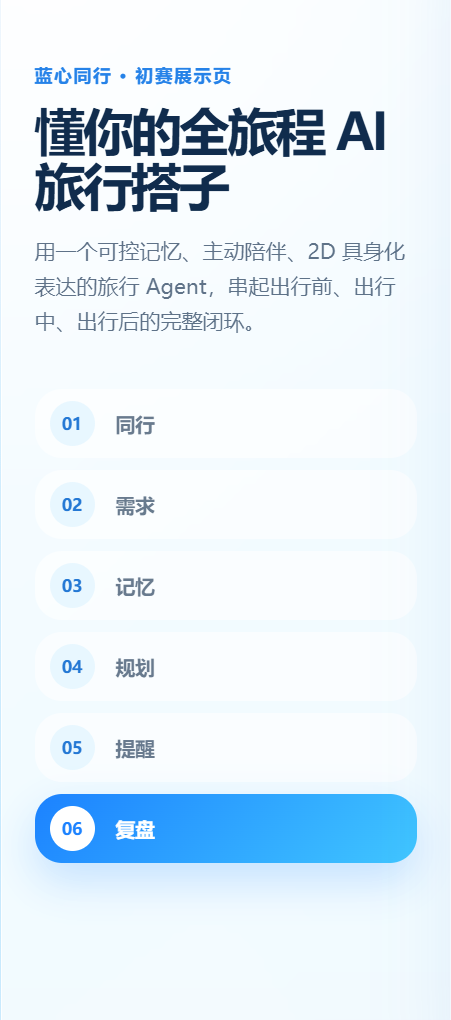 蓝心同行 • 初赛展示页
懂你的全旅程 AI
旅行搭子
用一个可控记忆、主动陪伴、2D 具身化
表达的旅行 Agent，串起出行前、出行
中、出行后的完整闭环。
01 同行
02 需求
03 记忆
04 规划
05 提醒
06 复盘